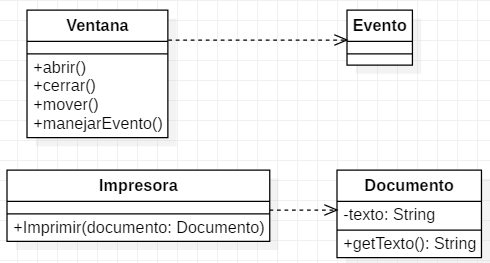 Ventana
Evento
+abrir()
+cerrar()
+mover()
+manejarEvento()
Impresora
+Imprimir(documento: Documento)
Documento
-texto: String
+getTexto(): String